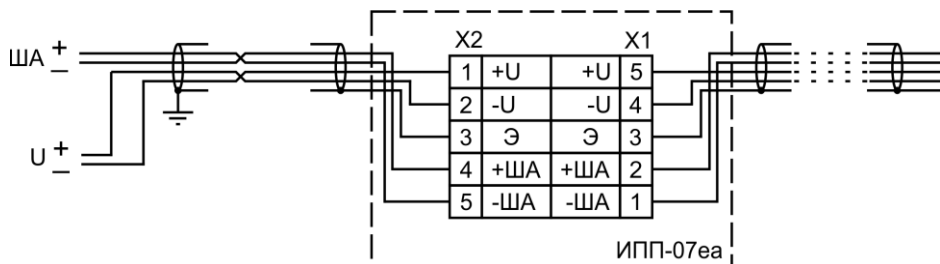 X2 X1
ША + −
1 +U +U 5
2 -U -U 4
3 Э Э 3
U + −
4 +ША +ША 2
5 -ША -ША 1
ИПП-07еа